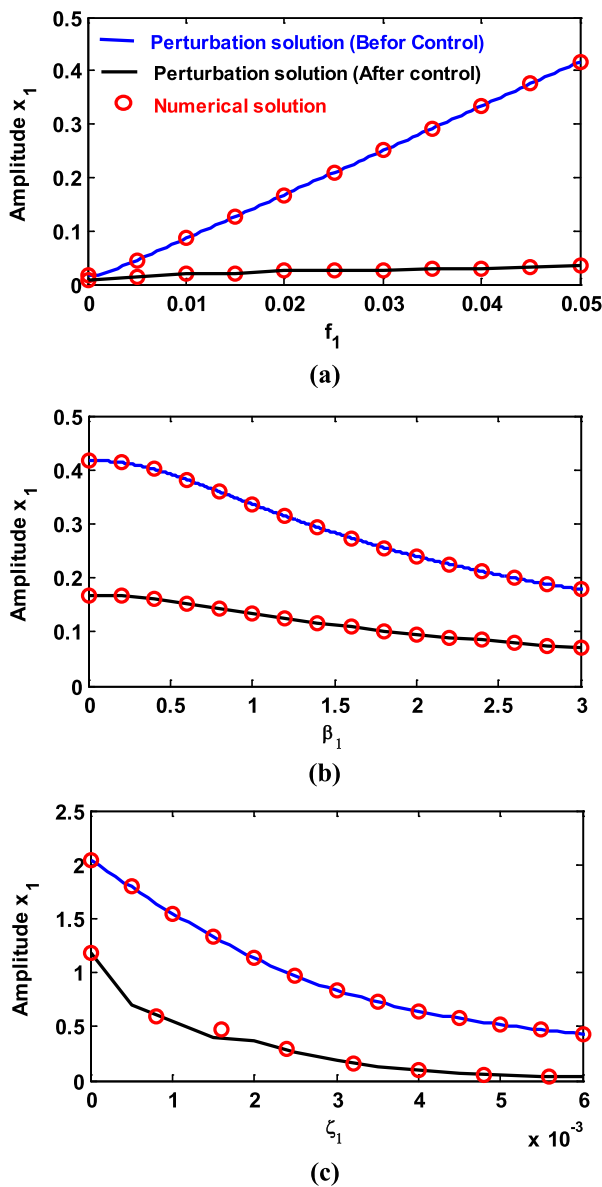 0.5
Perturbation solution (Befor Control)
Perturbation solution (After control)
Numerical solution
0.4
0.3
0.2
0.1
0
Amplitude x1
0 0.01 0.02 0.03 0.04 0.05
f1
(a)
0.5
0.4
0.3
0.2
0.1
0
Amplitude x1
0 0.5 1 1.5 2 2.5 3
β1
(b)
2.5
2
1.5
1
0.5
0
Amplitude x1
0 1 2 3 4 5 6
ζ1
x 10-3
(c)